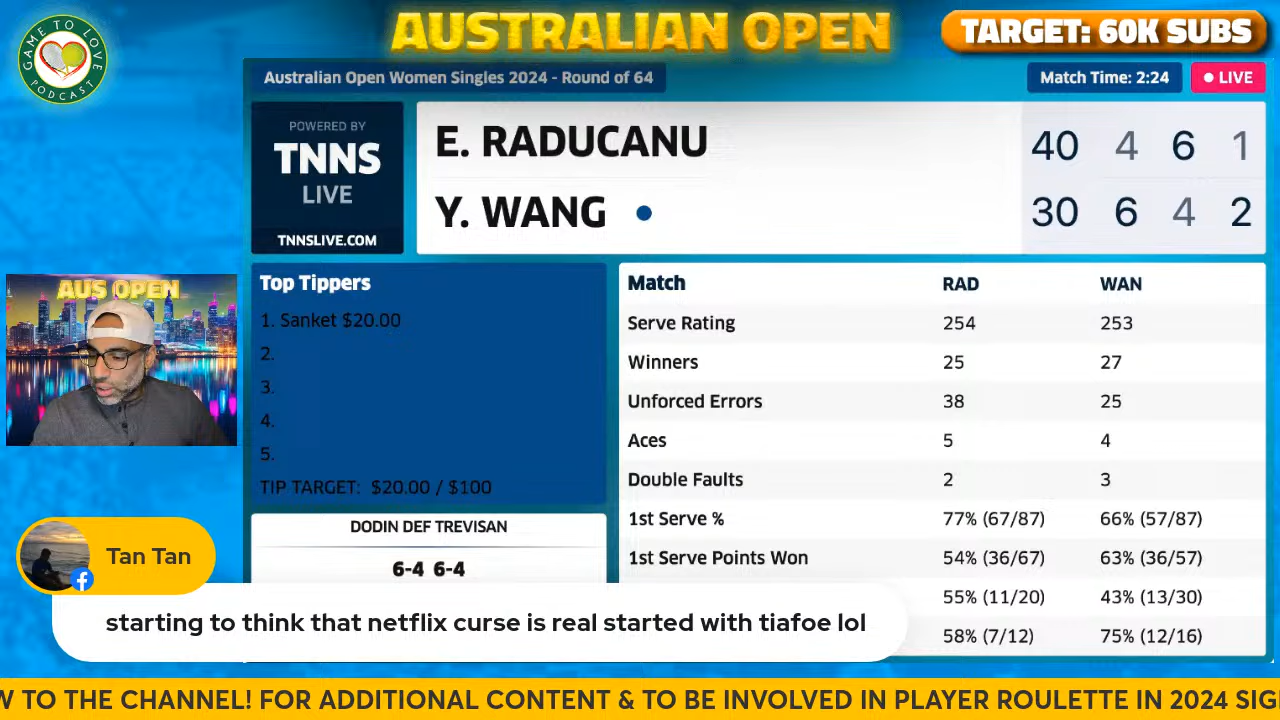 GAME TO LOVE
PODCAST
AUSTRALIAN OPEN
TARGET: 60K SUBS
Australian Open Women Singles 2024 - Round of 64
Match Time: 2:24
LIVE
POWERED BY
TNNS
LIVE
TNNSLIVE.COM
E. RADUCANU 40 4 6 1
Y. WANG 30 6 4 2
AUS OPEN
Top Tippers
1. Sanket $20.00
2.
3.
4.
5.
TIP TARGET: $20.00 / $100
DODIN DEF TREVISAN
6-4 6-4
Match RAD WAN
Serve Rating 254 253
Winners 25 27
Unforced Errors 38 25
Aces 5 4
Double Faults 2 3
1st Serve % 77% (67/87) 66% (57/87)
1st Serve Points Won 54% (36/67) 63% (36/57)
55% (11/20) 43% (13/30)
58% (7/12) 75% (12/16)
Tan Tan
starting to think that netflix curse is real started with tiafoe lol
W TO THE CHANNEL! FOR ADDITIONAL CONTENT & TO BE INVOLVED IN PLAYER ROULETTE IN 2024 SIG